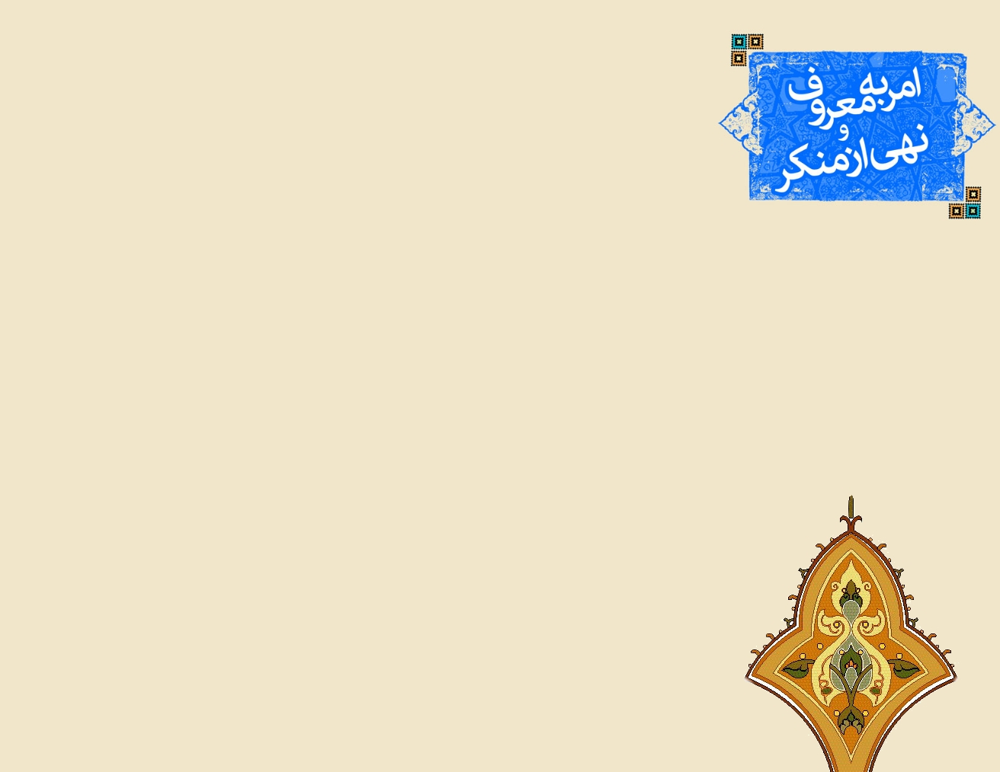 امر به معروف
و
نهی از منکر